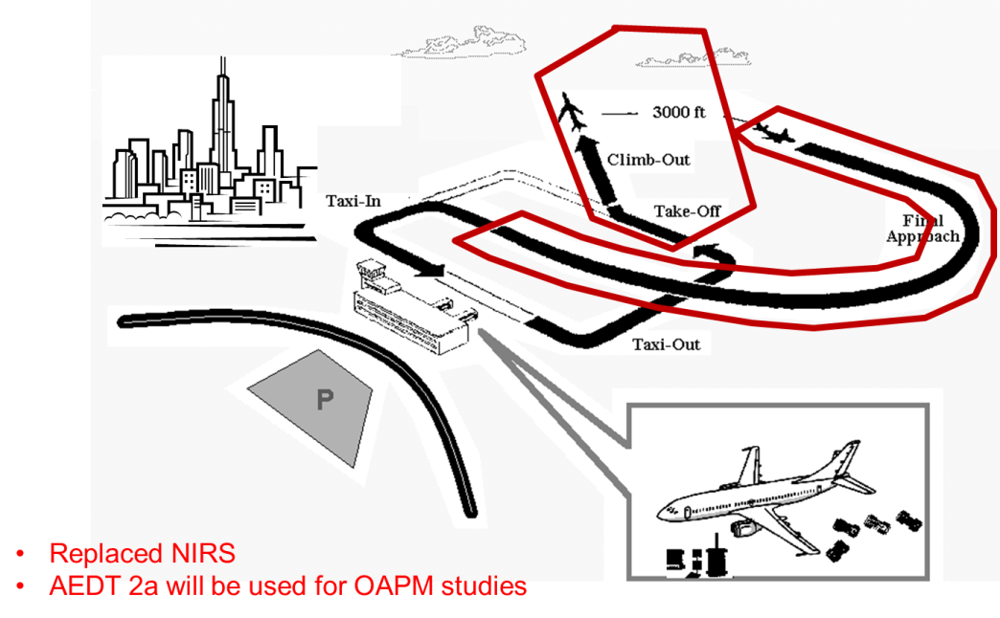 3000 ft
Climb-Out
Taxi-In
Take-Off
Final
Approach
Taxi-Out
P
• Replaced NIRS
• AEDT 2a will be used for OAPM studies